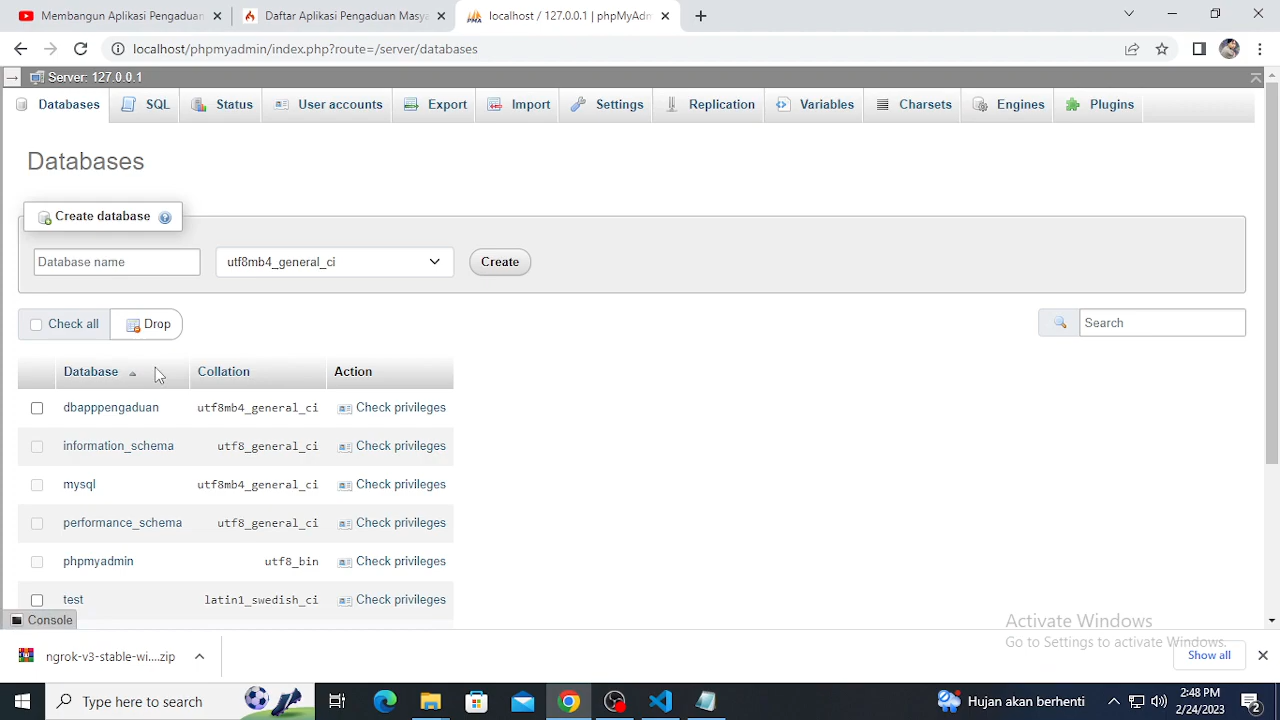 Membangun Aplikasi Pengaduan
Daftar Aplikasi Pengaduan Masya
localhost / 127.0.0.1 | phpMyAdm
localhost/phpmyadmin/index.php?route=/server/databases
Server: 127.0.0.1
Databases SQL Status User accounts Export Import Settings Replication Variables Charsets Engines Plugins
Databases
Create database
Database name utf8mb4_general_ci Create
Check all Drop Search
Database Collation Action
dbapppengaduan utf8mb4_general_ci Check privileges
information_schema utf8_general_ci Check privileges
mysql utf8mb4_general_ci Check privileges
performance_schema utf8_general_ci Check privileges
phpmyadmin utf8_bin Check privileges
test latin1_swedish_ci Check privileges
Console
Activate Windows
Go to Settings to activate Windows.
ngrok-v3-stable-wi....zip Show all
Type here to search Hujan akan berhenti 2:48 PM
2/24/2023 2